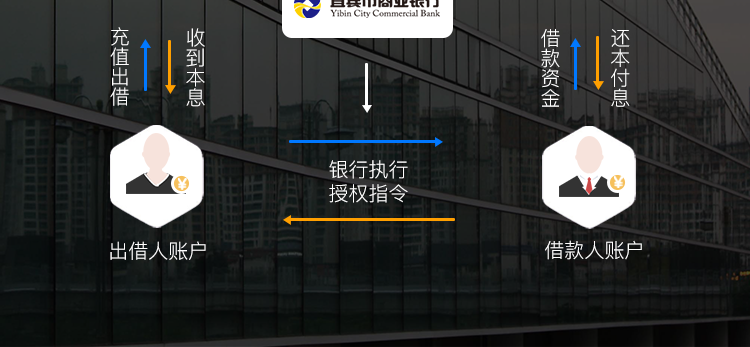 宜宾市商业银行
Yibin City Commercial Bank
充值出借
收到本息
借款资金
还本付息
银行执行
授权指令
出借人账户
借款人账户